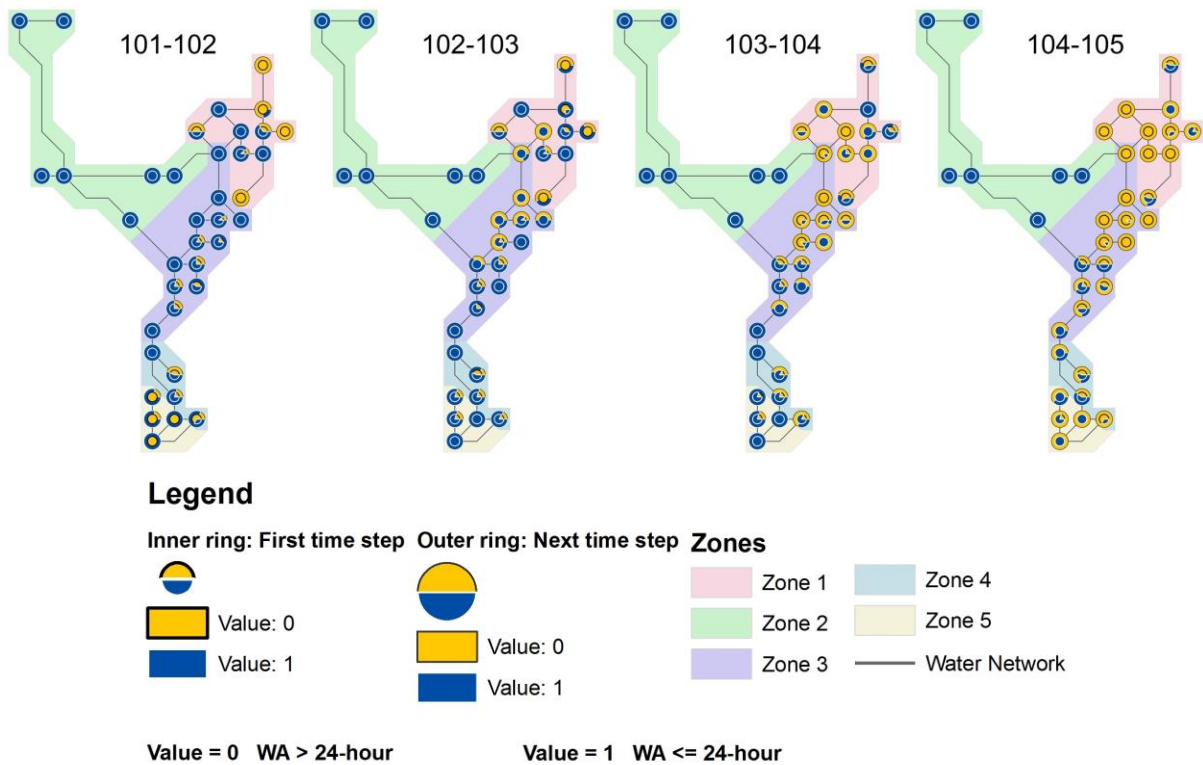 101-102 102-103 103-104 104-105
Legend
Inner ring: First time step Outer ring: Next time step Zones
Value: 0
Value: 1
Value: 0
Value: 1
Zone 1 Zone 4
Zone 2 Zone 5
Zone 3 Water Network
Value = 0 WA > 24-hour Value = 1 WA <= 24-hour